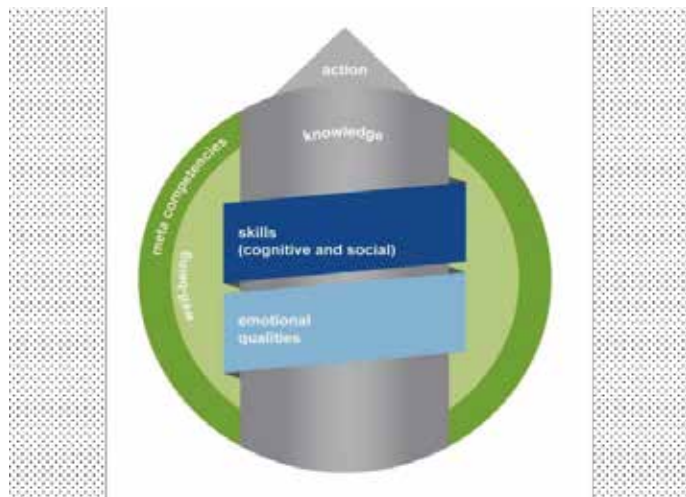 action
knowledge
meta competencies
well-being
skills
(cognitive and social)
emotional
qualities